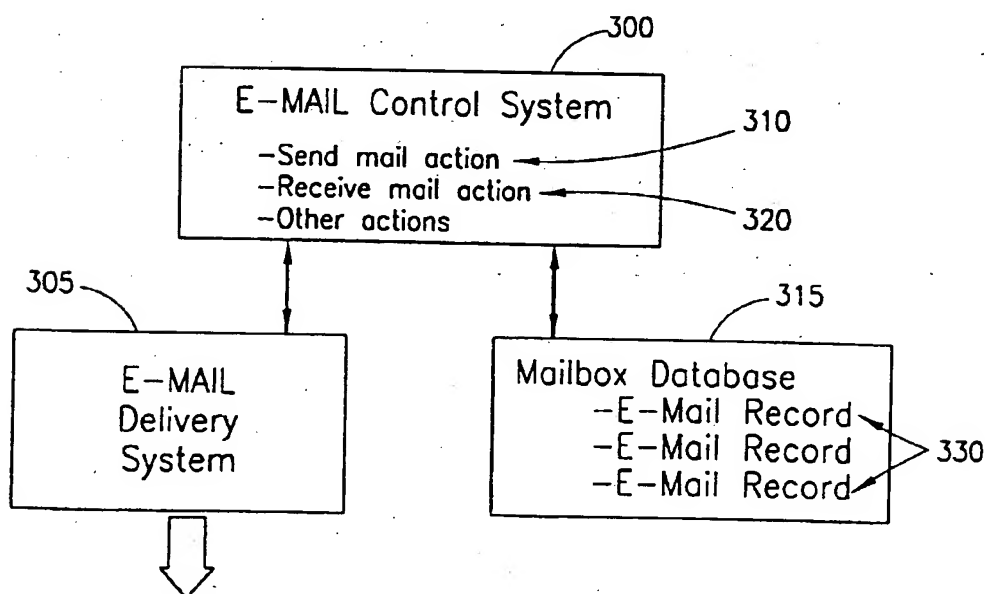 300
E-MAIL Control System
310
-Send mail action
-Receive mail action
320
-Other actions
305
315
E-MAIL
Delivery
System
Mailbox Database
-E-Mail Record
-E-Mail Record
330
-E-Mail Record